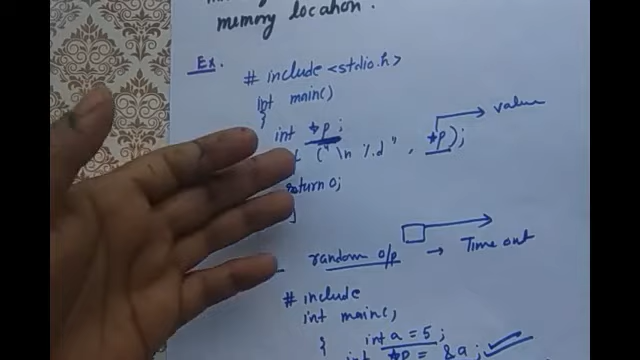 memory location.
Ex.
# include <stdio.h>
int main()
{
int *p;
("\n %d", *p); → value
return 0;
}
random o/p → Time out
# include
int main,
{ int a = 5;
int *p = &a;